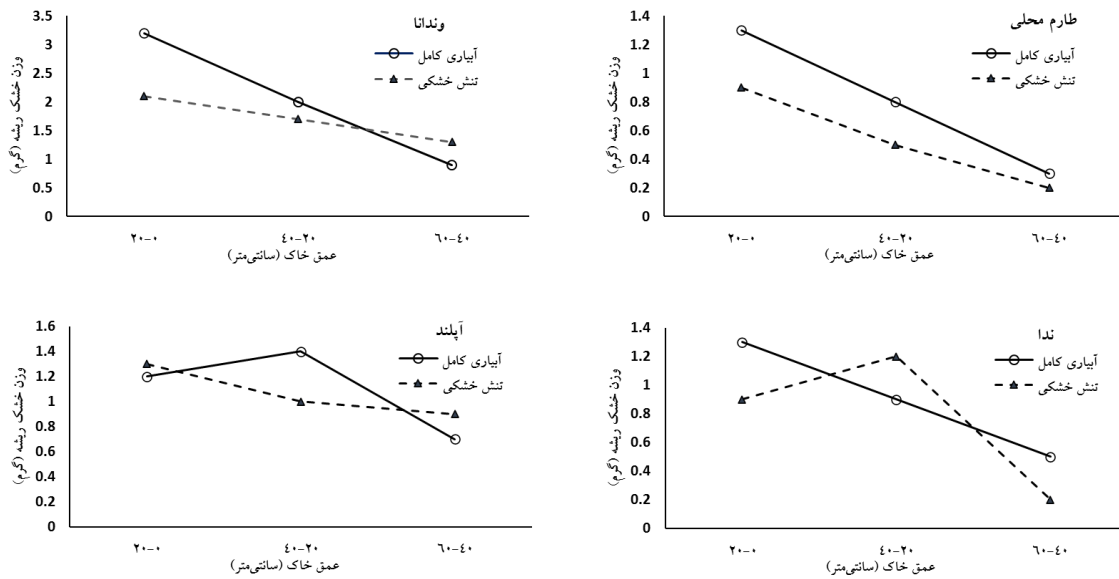 وندانا
آبیاری کامل
تنش خشکی
وزن خشک ریشه (گرم)
3.5
3
2.5
2
1.5
1
0.5
0
۲۰-۰
۴۰-۲۰
۶۰-۴۰
عمق خاک (سانتی‌متر)
طارم محلی
آبیاری کامل
تنش خشکی
وزن خشک ریشه (گرم)
1.4
1.2
1
0.8
0.6
0.4
0.2
0
۲۰-۰
۴۰-۲۰
۶۰-۴۰
عمق خاک (سانتی‌متر)
آپلند
آبیاری کامل
تنش خشکی
وزن خشک ریشه (گرم)
1.6
1.4
1.2
1
0.8
0.6
0.4
0.2
0
۲۰-۰
۴۰-۲۰
۶۰-۴۰
عمق خاک (سانتی‌متر)
ندا
آبیاری کامل
تنش خشکی
وزن خشک ریشه (گرم)
1.4
1.2
1
0.8
0.6
0.4
0.2
0
۲۰-۰
۴۰-۲۰
۶۰-۴۰
عمق خاک (سانتی‌متر)